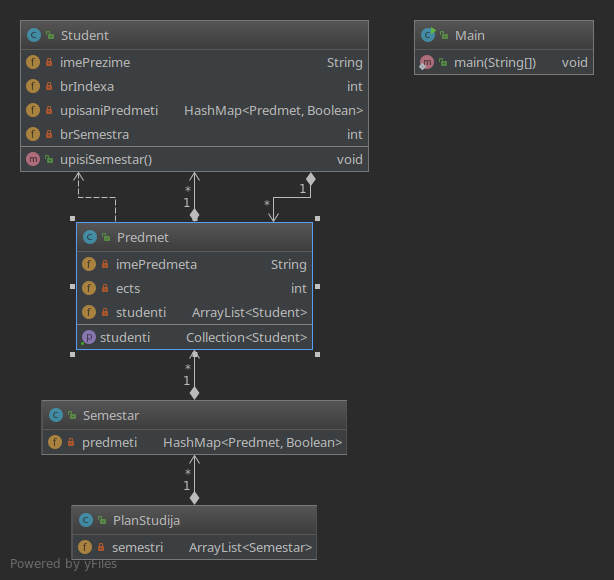 C Student
f imePrezime String
f brIndexa int
f upisaniPredmeti HashMap<Predmet, Boolean>
f brSemestra int
m upisiSemestar() void
C Main
m main(String[]) void
*
1
1
*
C Predmet
f imePredmeta String
f ects int
f studenti ArrayList<Student>
p studenti Collection<Student>
*
1
C Semestar
f predmeti HashMap<Predmet, Boolean>
*
1
C PlanStudija
f semestri ArrayList<Semestar>
Powered by yFiles